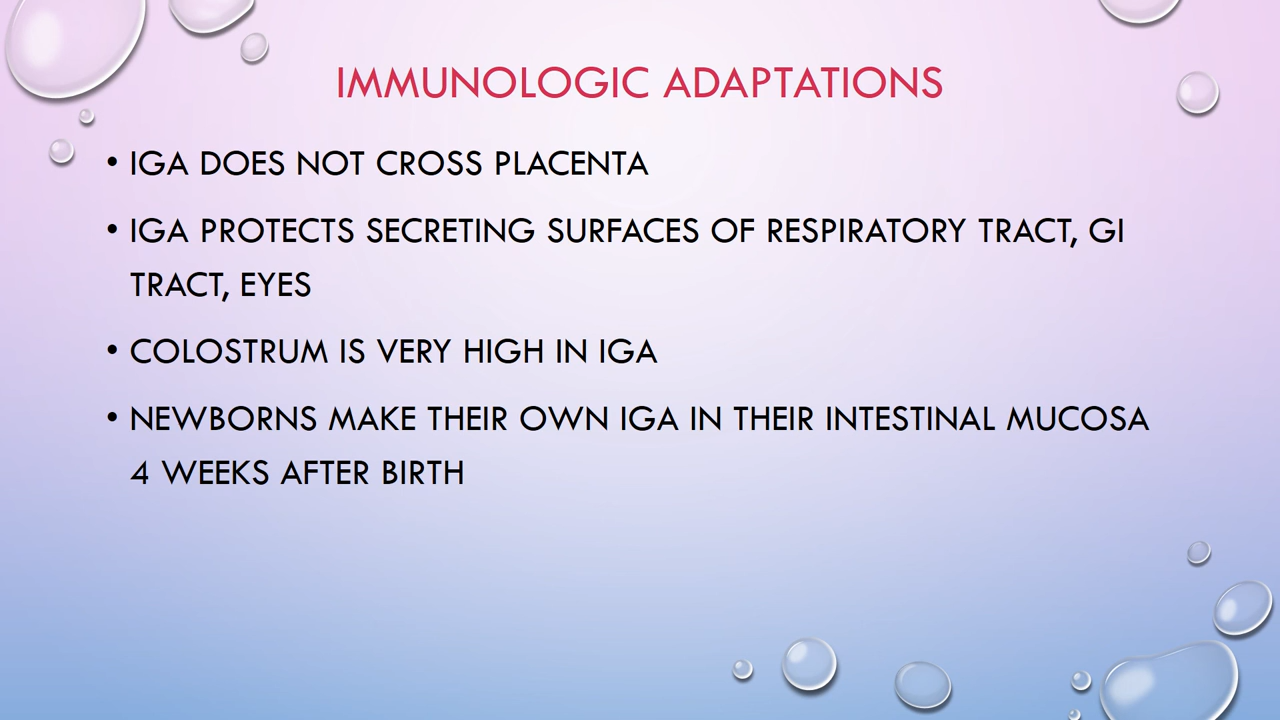 IMMUNOLOGIC ADAPTATIONS
• IGA DOES NOT CROSS PLACENTA
• IGA PROTECTS SECRETING SURFACES OF RESPIRATORY TRACT, GI
TRACT, EYES
• COLOSTRUM IS VERY HIGH IN IGA
• NEWBORNS MAKE THEIR OWN IGA IN THEIR INTESTINAL MUCOSA
4 WEEKS AFTER BIRTH